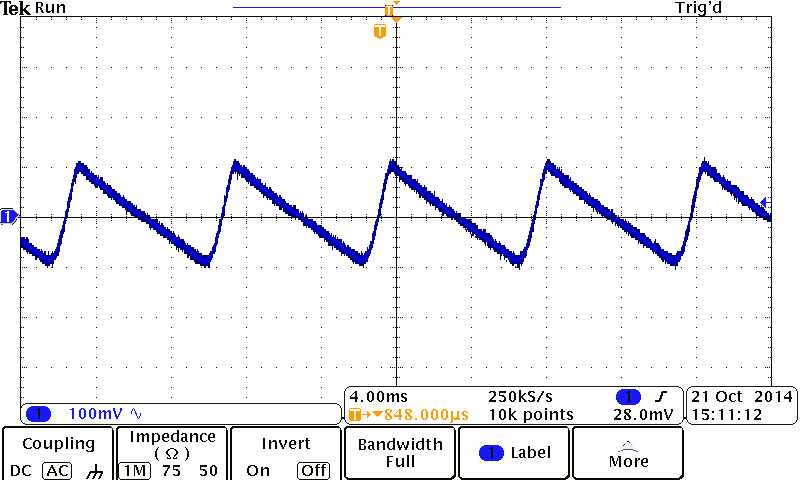 Tek Run Trig'd
T
T
1
4.00ms 250kS/s 1 21 Oct 2014
1 100mV T→▼848.000µs 10k points 28.0mV 15:11:12
Coupling Impedance Invert Bandwidth 1 Label More
(Ω) Full
DC AC 1M 75 50 On Off